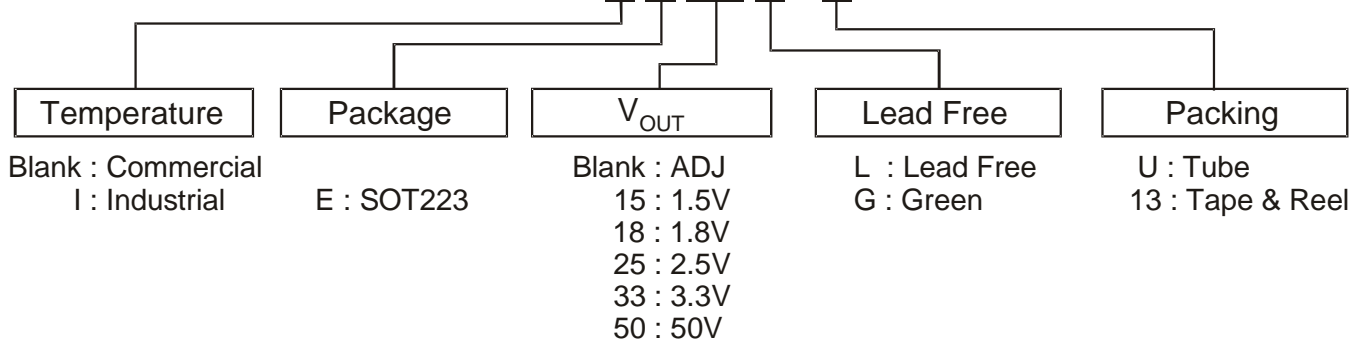 Temperature Package VOUT Lead Free Packing
Blank : Commercial Blank : ADJ L : Lead Free U : Tube
I : Industrial E : SOT223 15 : 1.5V G : Green 13 : Tape & Reel
18 : 1.8V
25 : 2.5V
33 : 3.3V
50 : 50V